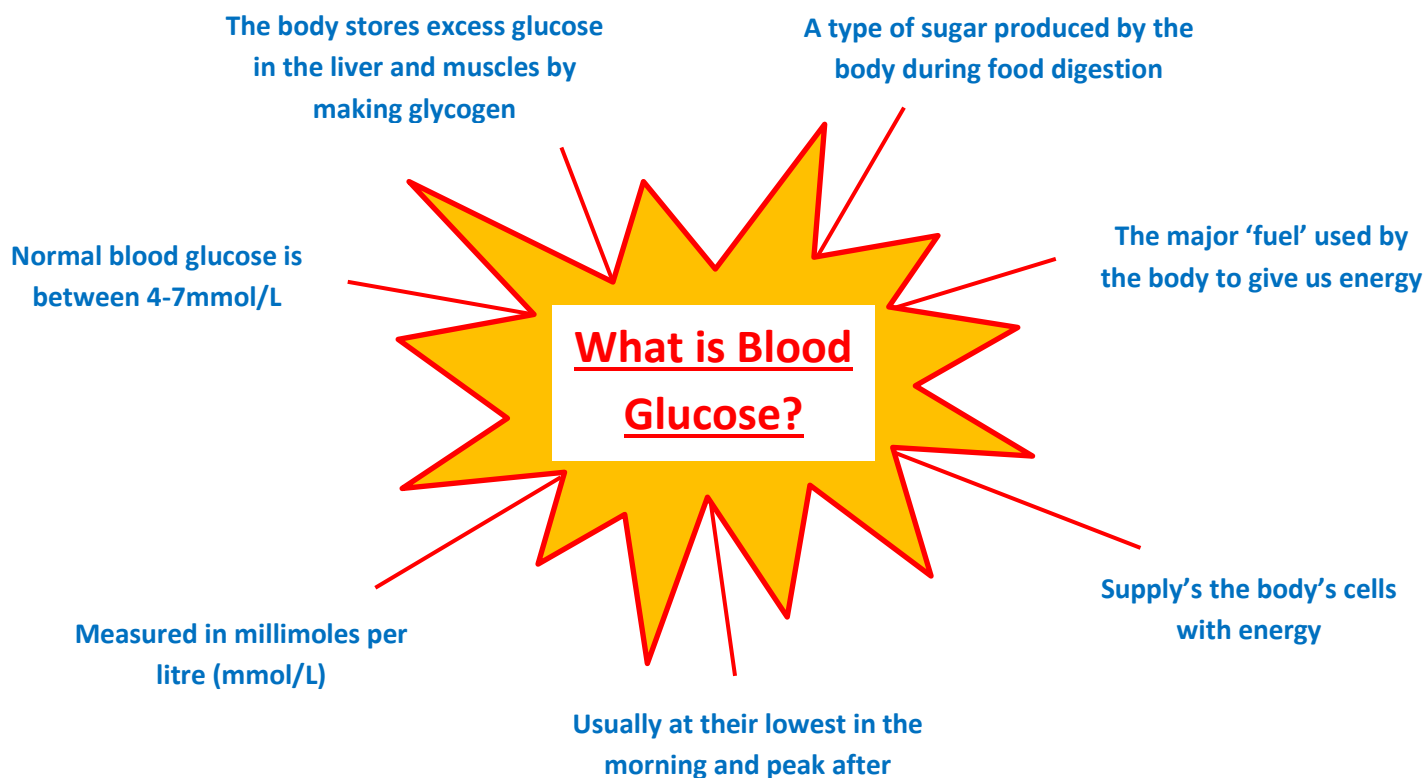 The body stores excess glucose
in the liver and muscles by
making glycogen
A type of sugar produced by the
body during food digestion
Normal blood glucose is
between 4-7mmol/L
The major ‘fuel’ used by
the body to give us energy
What is Blood
Glucose?
Supply’s the body’s cells
with energy
Measured in millimoles per
litre (mmol/L)
Usually at their lowest in the
morning and peak after